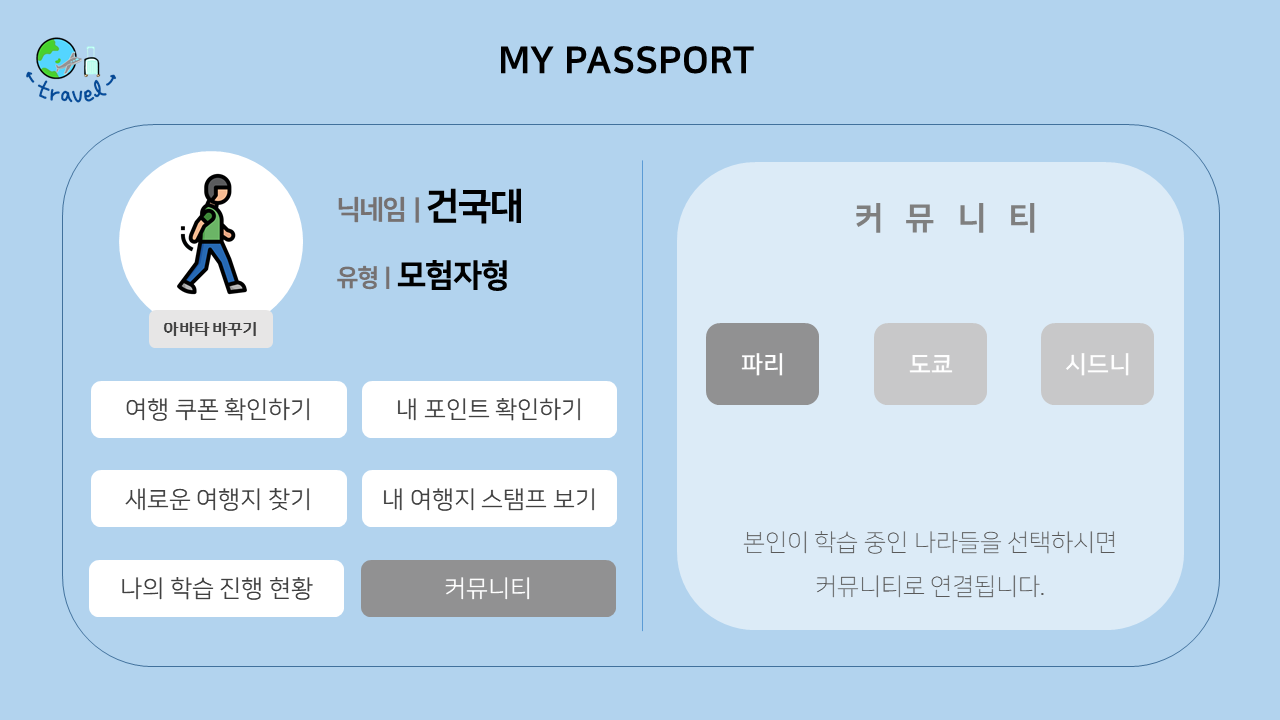 travel
MY PASSPORT
닉네임 | 건국대
유형 | 모험자형
아바타 바꾸기
여행 쿠폰 확인하기
내 포인트 확인하기
새로운 여행지 찾기
내 여행지 스탬프 보기
나의 학습 진행 현황
커뮤니티
커 뮤 니 티
파리
도쿄
시드니
본인이 학습 중인 나라들을 선택하시면
커뮤니티로 연결됩니다.